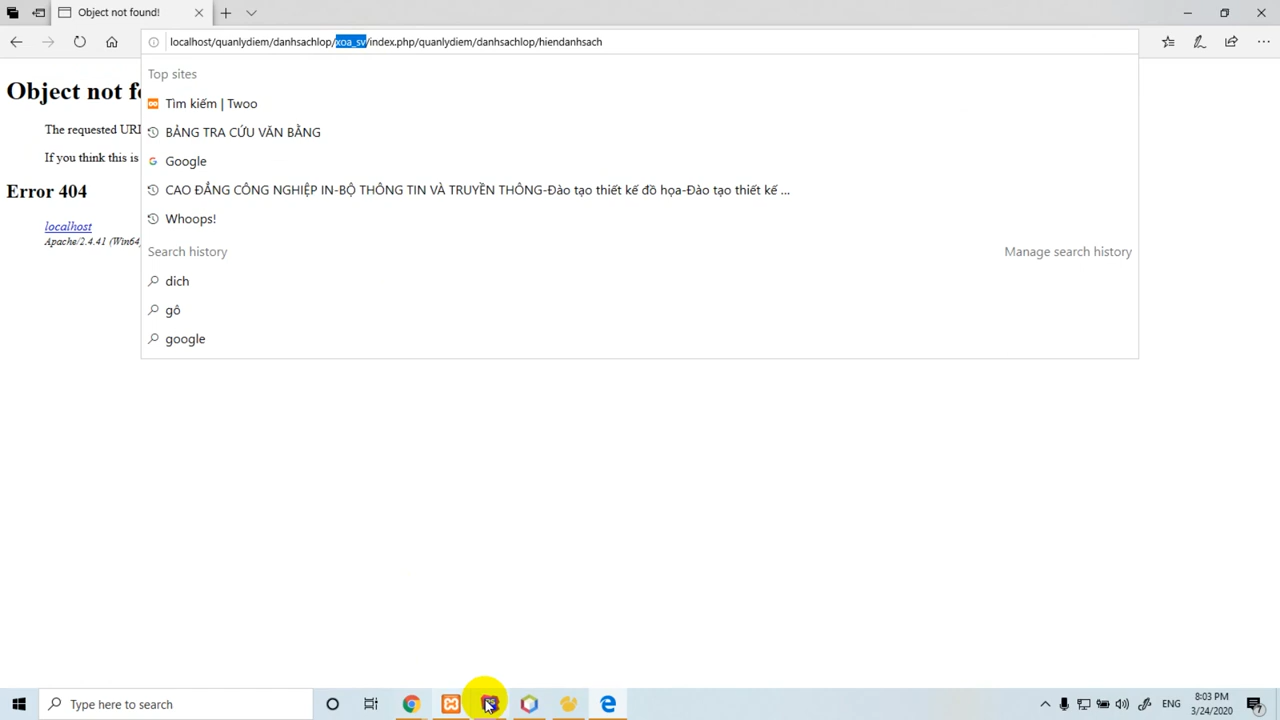 Object not found!
localhost/quanlydiem/danhsachlop/xoa_sv/index.php/quanlydiem/danhsachlop/hiendanhsach
Top sites
Object not fo
Tìm kiếm | Twoo
The requested URL
BẢNG TRA CỨU VĂN BẰNG
If you think this is
Google
Error 404
CAO ĐẲNG CÔNG NGHIỆP IN-BỘ THÔNG TIN VÀ TRUYỀN THÔNG-Đào tạo thiết kế đồ họa-Đào tạo thiết kế ...
Whoops!
localhost
Apache/2.4.41 (Win64)
Search history
Manage search history
dich
gô
google
Type here to search
ENG
8:03 PM
3/24/2020
7